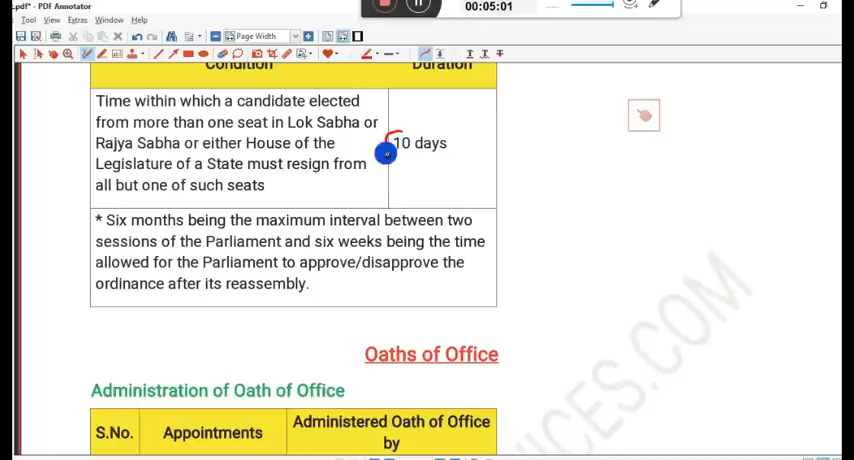 .pdf* - PDF Annotator
00:05:01
Tool View Extras Window Help
Page Width
Condition Duration
Time within which a candidate elected
from more than one seat in Lok Sabha or
Rajya Sabha or either House of the
Legislature of a State must resign from
all but one of such seats
10 days
* Six months being the maximum interval between two
sessions of the Parliament and six weeks being the time
allowed for the Parliament to approve/disapprove the
ordinance after its reassembly.
Oaths of Office
Administration of Oath of Office
S.No. Appointments Administered Oath of Office
by
ICES.COM